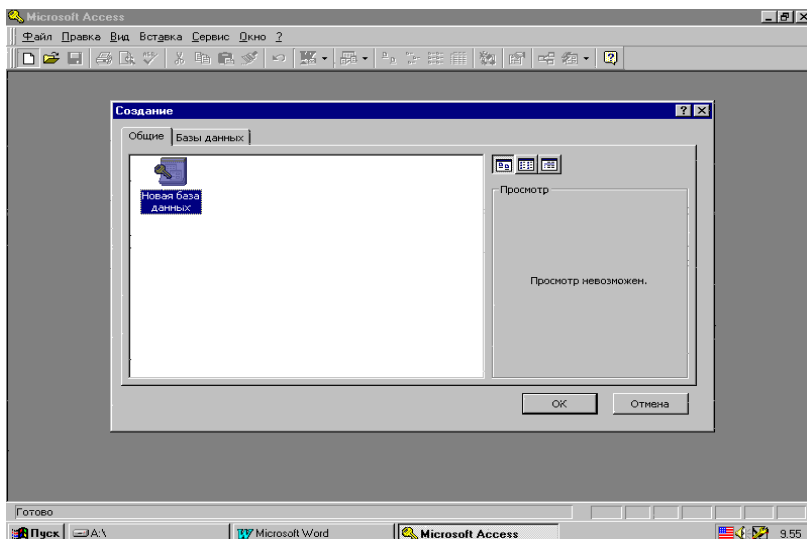 Microsoft Access
Файл Правка Вид Вставка Сервис Окно ?
Создание
Общие Базы данных
Новая база
данных
Просмотр
Просмотр невозможен.
ОК Отмена
Готово
Пуск A:\ Microsoft Word Microsoft Access 9.55